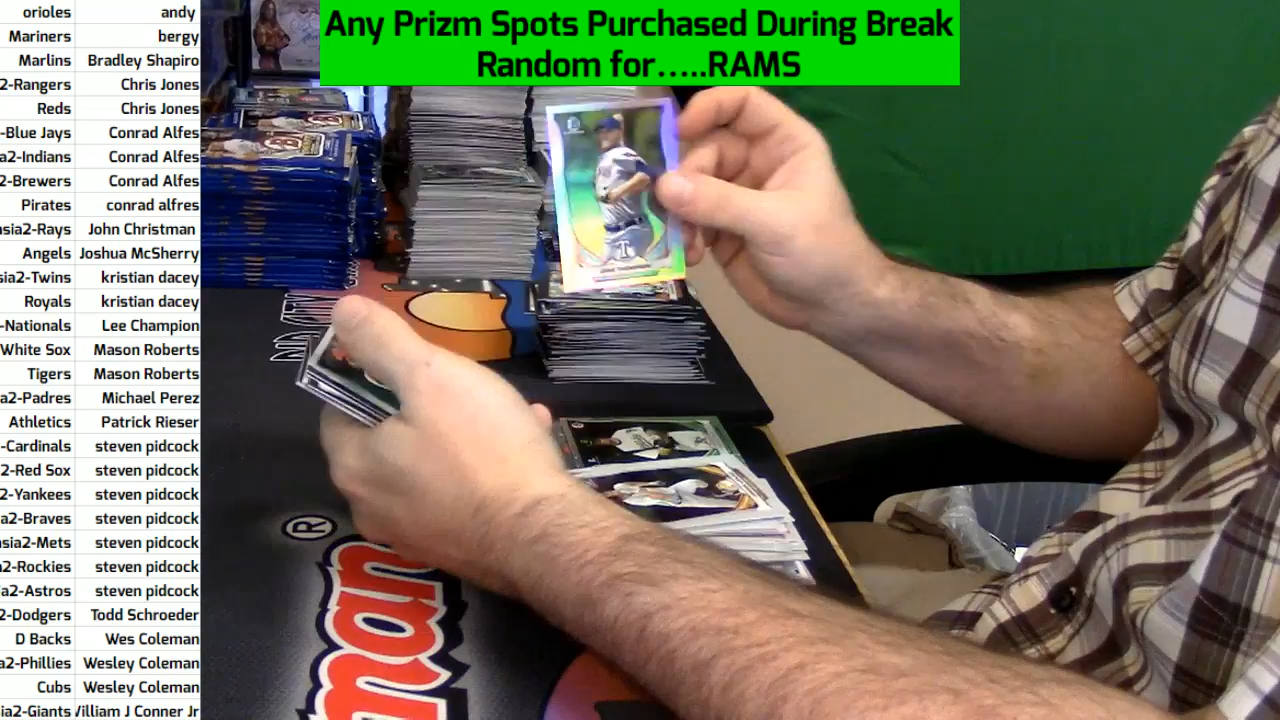 Any Prizm Spots Purchased During Break
Random for.....RAMS
orioles andy
Mariners bergy
Marlins Bradley Shapiro
2-Rangers Chris Jones
Reds Chris Jones
-Blue Jays Conrad Alfes
a2-Indians Conrad Alfes
2-Brewers Conrad Alfes
Pirates conrad alfres
sia2-Rays John Christman
Angels Joshua McSherry
sia2-Twins kristian dacey
Royals kristian dacey
-Nationals Lee Champion
White Sox Mason Roberts
Tigers Mason Roberts
a2-Padres Michael Perez
Athletics Patrick Rieser
-Cardinals steven pidcock
2-Red Sox steven pidcock
2-Yankees steven pidcock
a2-Braves steven pidcock
asia2-Mets steven pidcock
a2-Rockies steven pidcock
ia2-Astros steven pidcock
2-Dodgers Todd Schroeder
D Backs Wes Coleman
a2-Phillies Wesley Coleman
Cubs Wesley Coleman
sia2-Giants William J Conner Jr
man
®